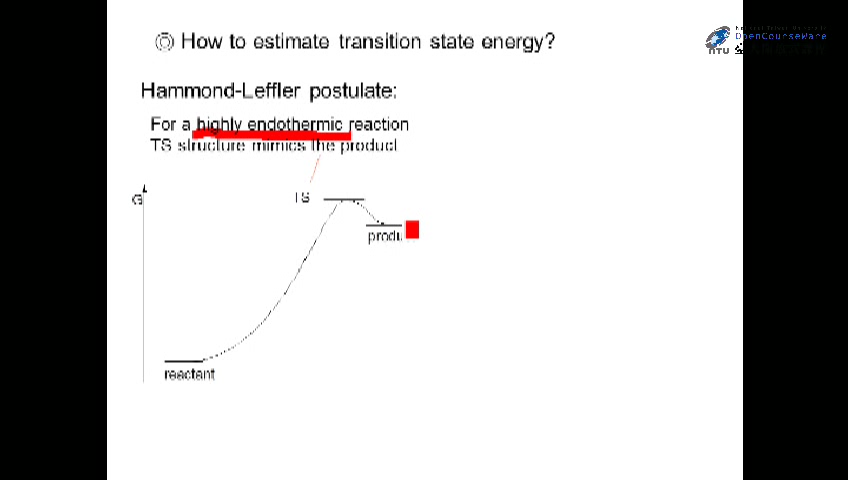 ◎ How to estimate transition state energy?
OpenCourseWare
NTU
Hammond-Leffler postulate:
For a highly endothermic reaction
TS structure mimics the product
G
TS
produ
reactant